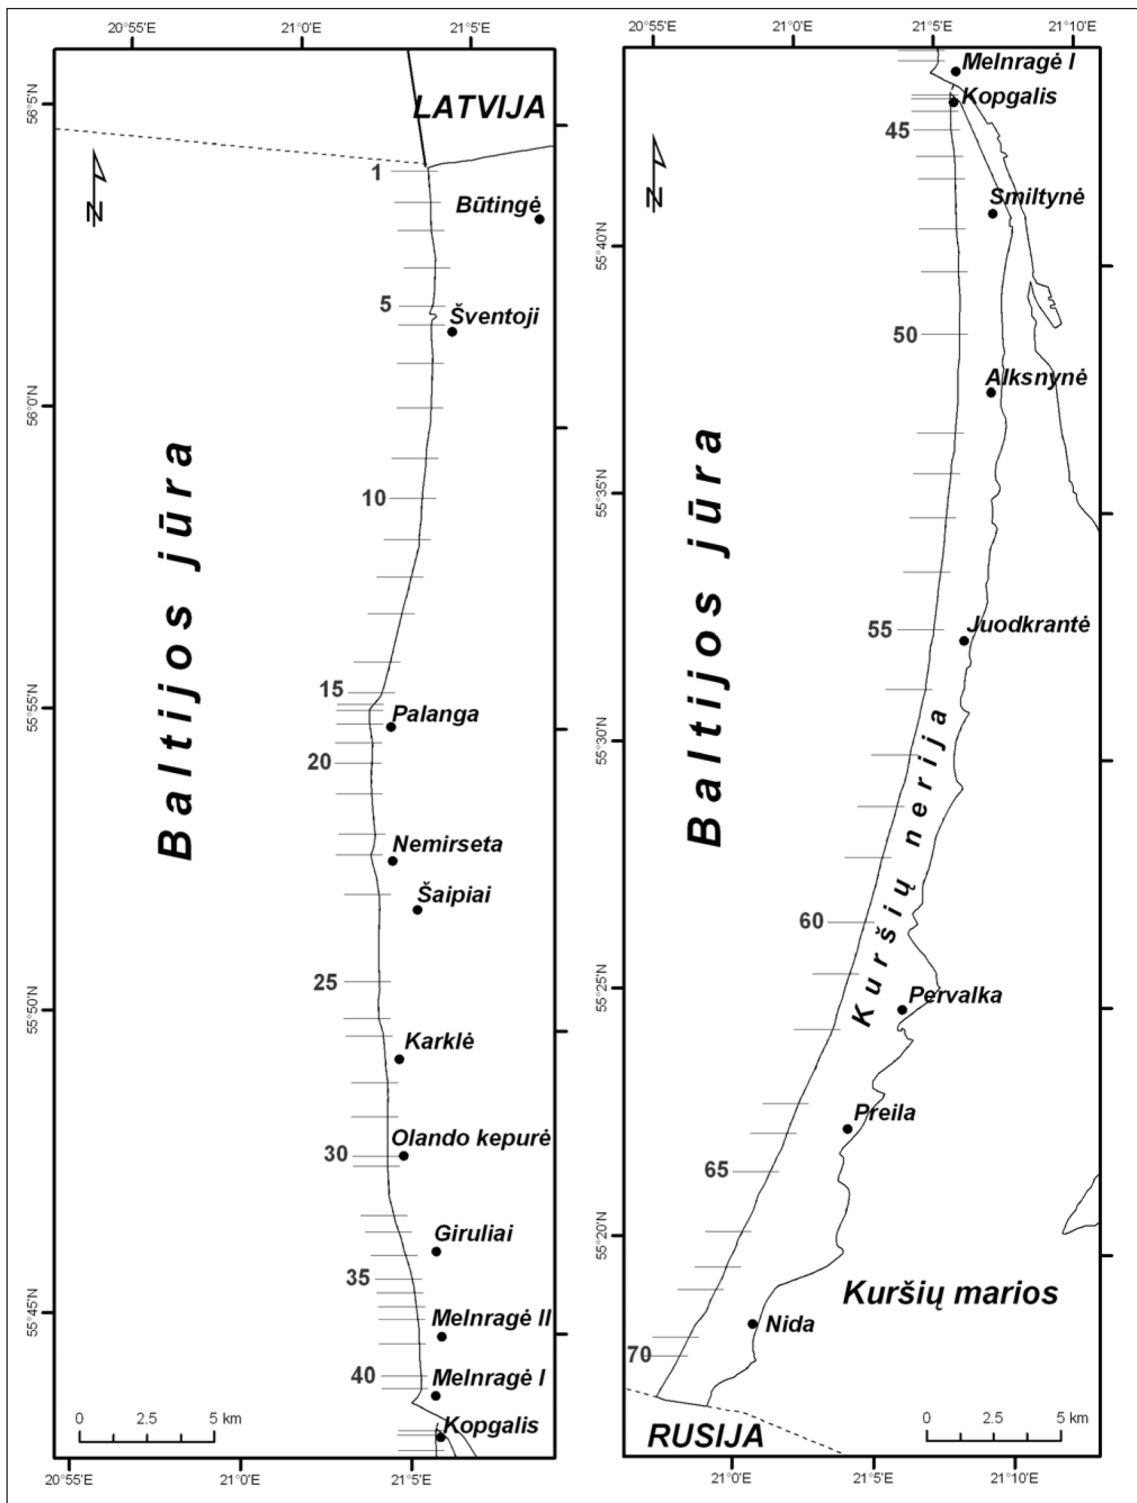 20°55'E 21°0'E 21°5'E
56°5'N
LATVIJA
1
Būtingė
N
5
Šventoji
56°0'N
10
Baltijos jūra
15
55°55'N
Palanga
20
Nemirseta
Šaipiai
25
55°50'N
Karklė
Olando kepurė
30
Giruliai
35
55°45'N
Melnragė II
40
Melnragė I
Kopgalis
0 2.5 5 km
20°55'E 21°0'E 21°5'E
20°55'E 21°0'E 21°5'E 21°10'E
Melnragė I
Kopgalis
45
N
Smiltynė
55°40'N
50
Alksnynė
Baltijos jūra
55°35'N
55
Juodkrantė
55°30'N
Kuršių nerija
60
55°25'N
Pervalka
Preila
65
55°20'N
Kuršių marios
Nida
70
RUSIJA
0 2.5 5 km
21°0'E 21°5'E 21°10'E